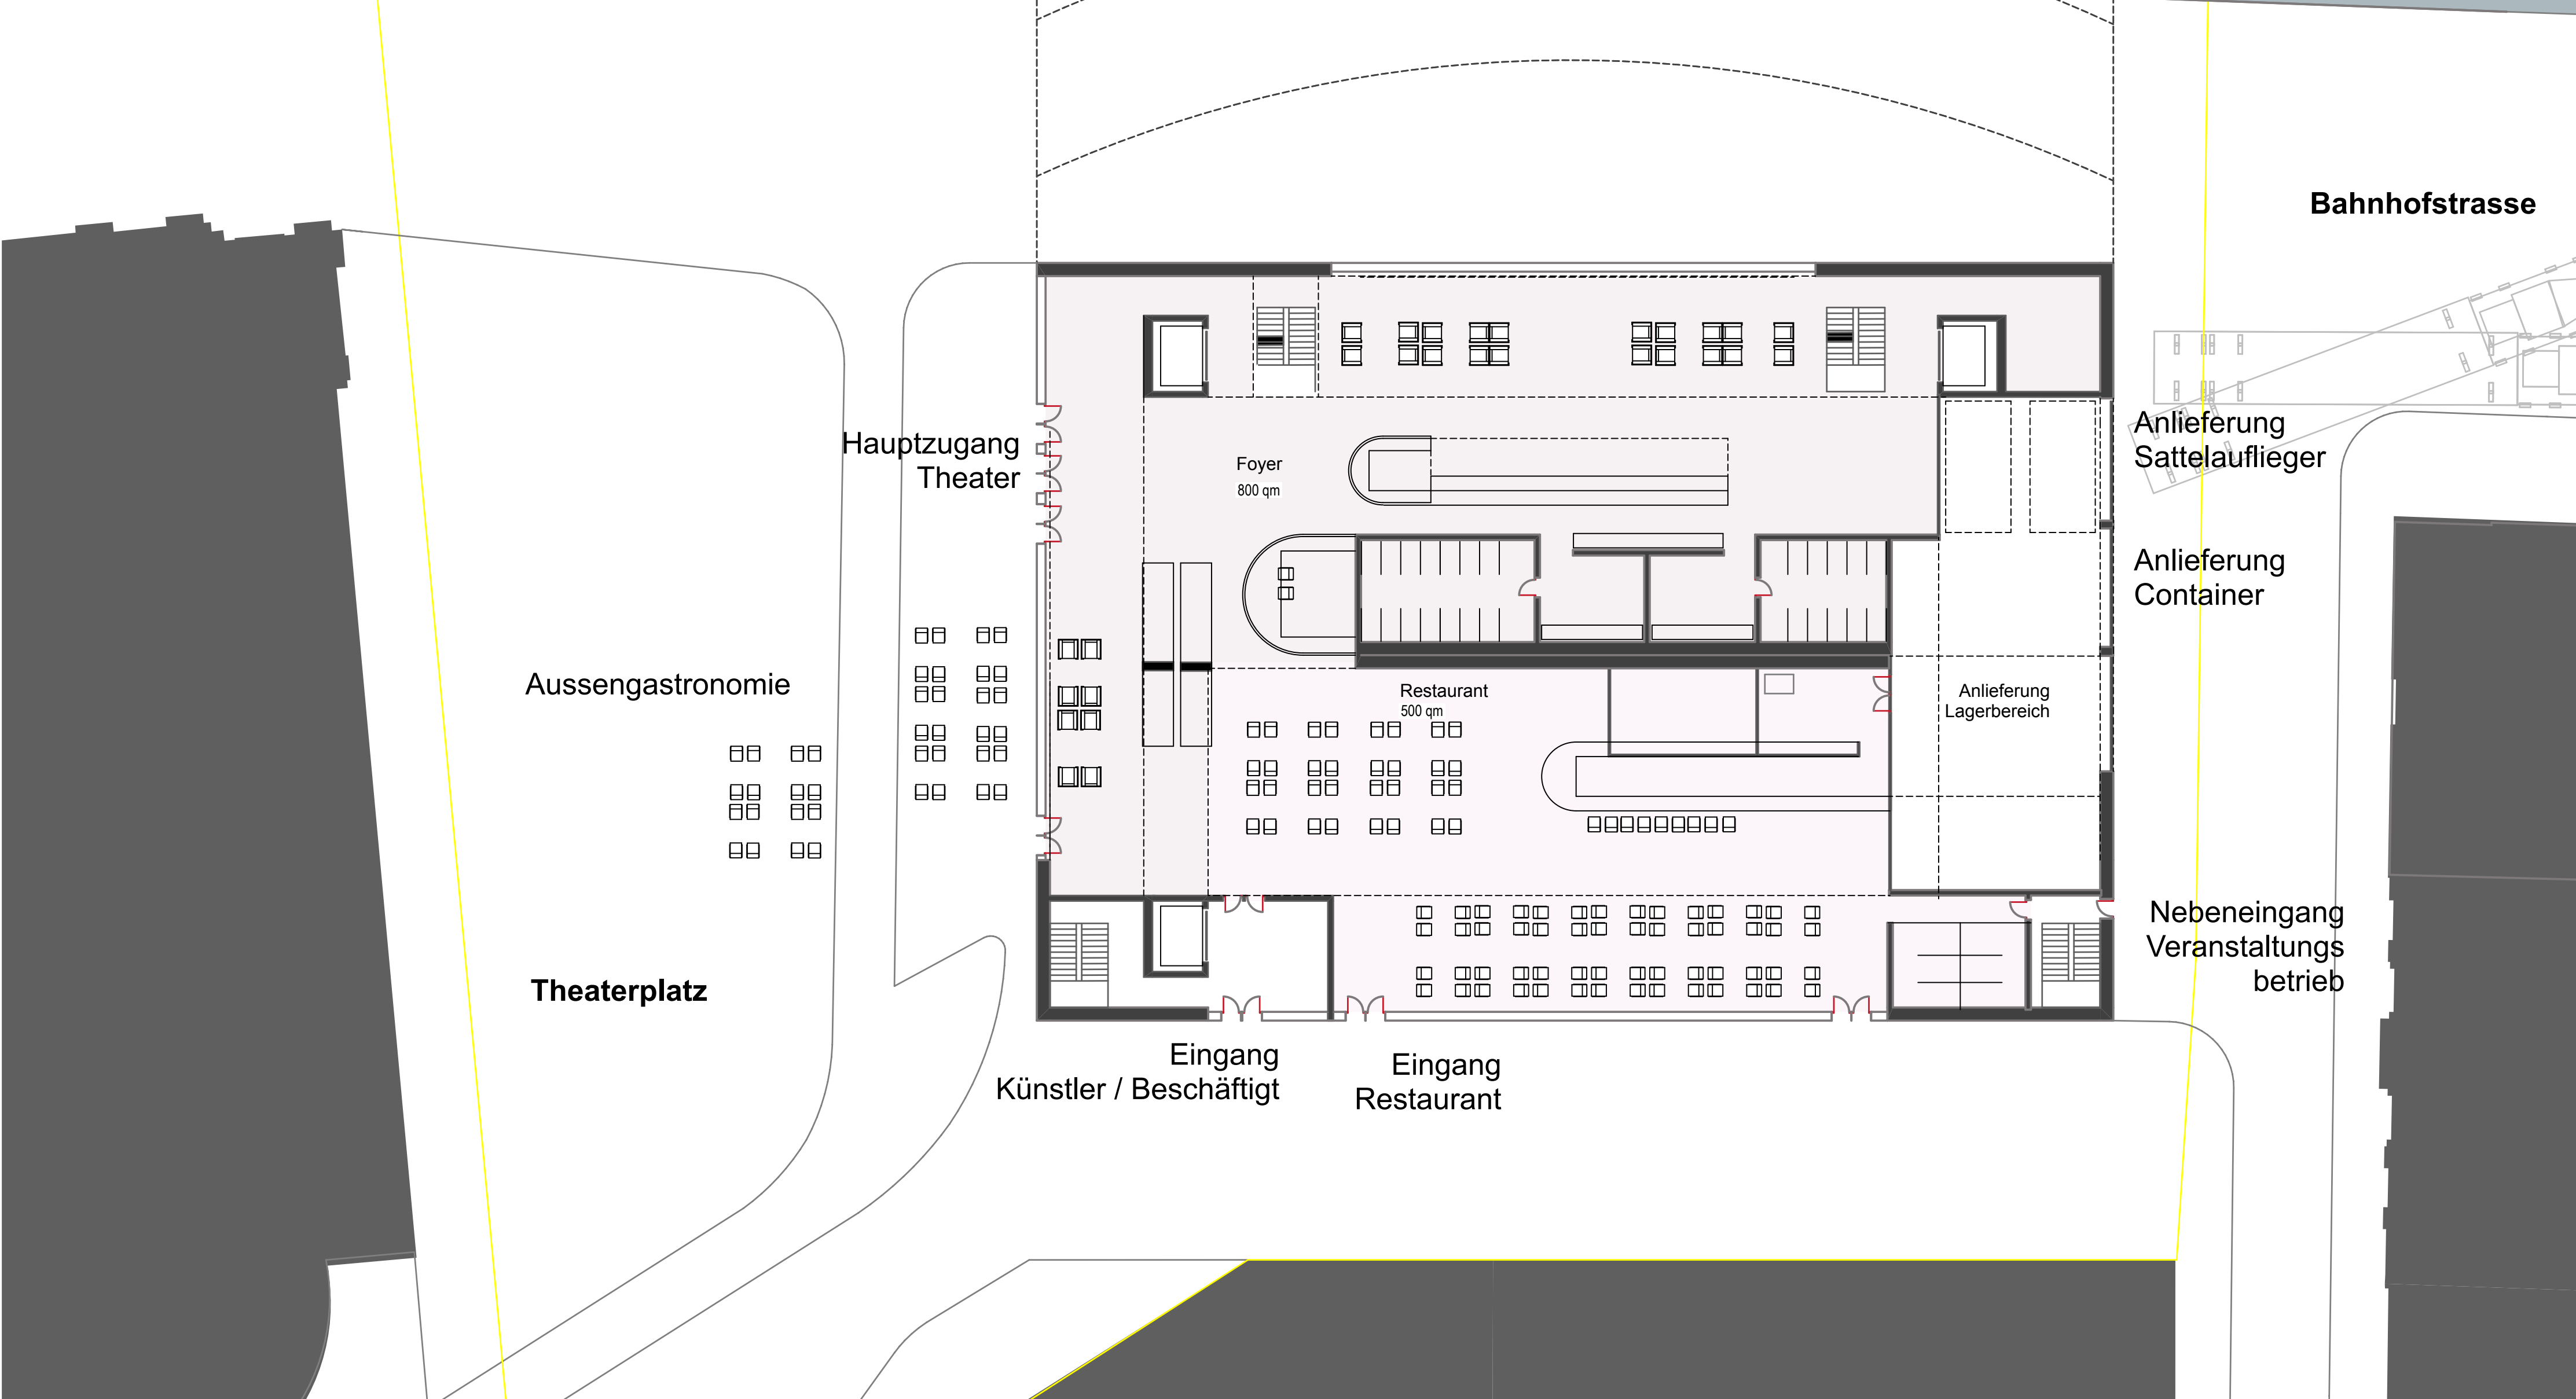 Bahnhofstrasse
Hauptzugang
Theater
Foyer
800 qm
Anlieferung
Sattelauflieger
Anlieferung
Container
Aussengastronomie
Restaurant
500 qm
Anlieferung
Lagerbereich
Theaterplatz
Nebeneingang
Veranstaltungs
betrieb
Eingang
Künstler / Beschäftigt
Eingang
Restaurant